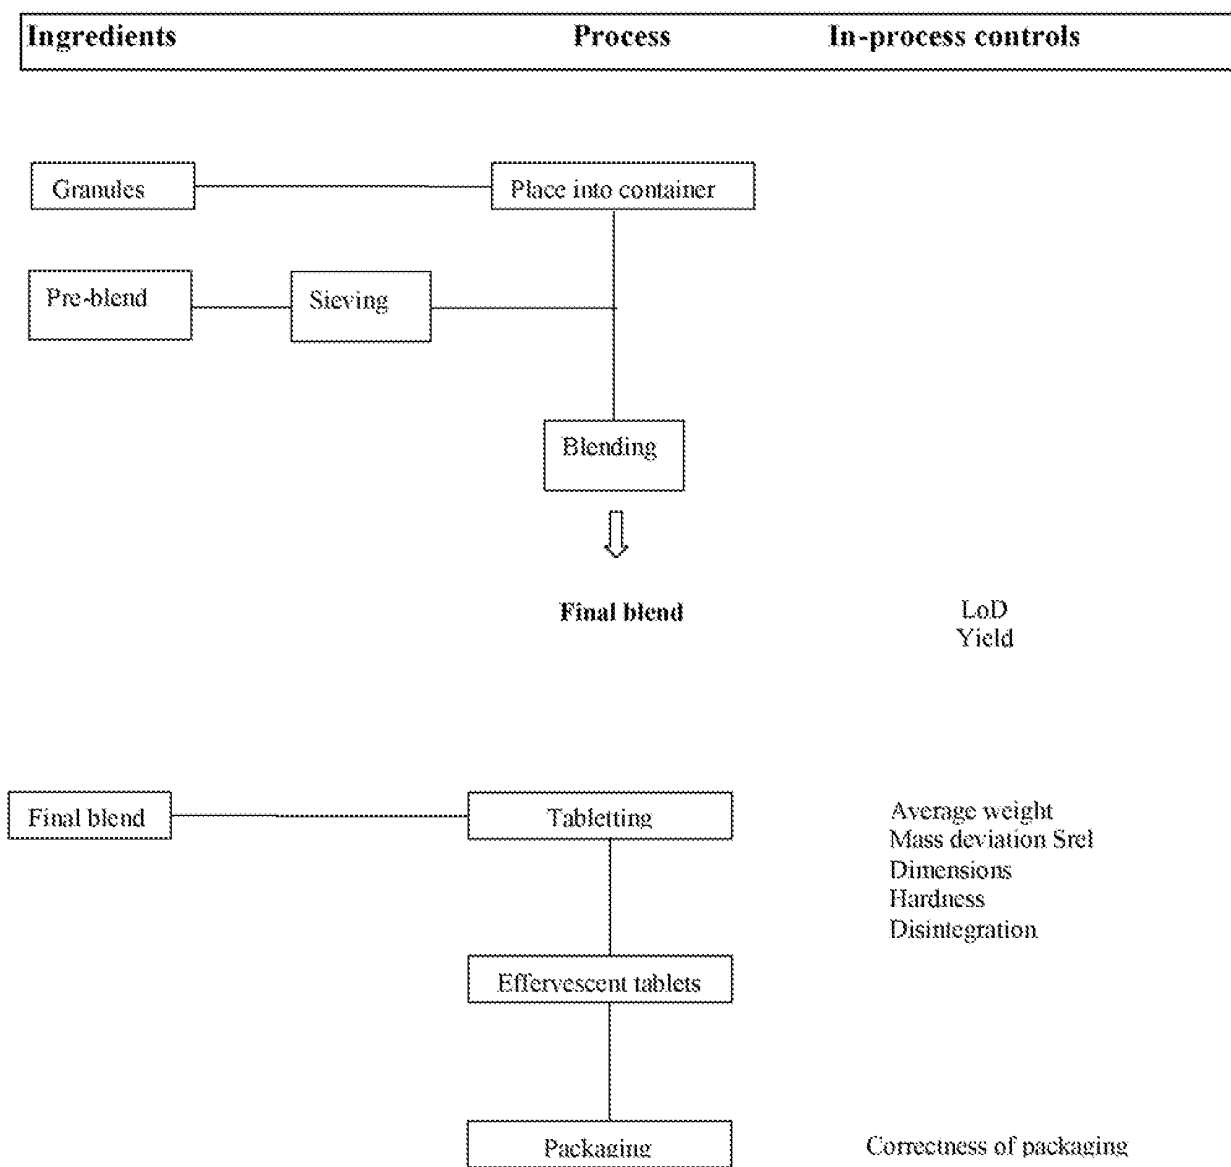 Ingredients Process In-process controls
Granules Place into container
Pre-blend Sieving
Blending
Final blend LoD
Yield
Final blend Tabletting Average weight
Mass deviation Srel
Dimensions
Hardness
Disintegration
Effervescent tablets
Packaging Correctness of packaging